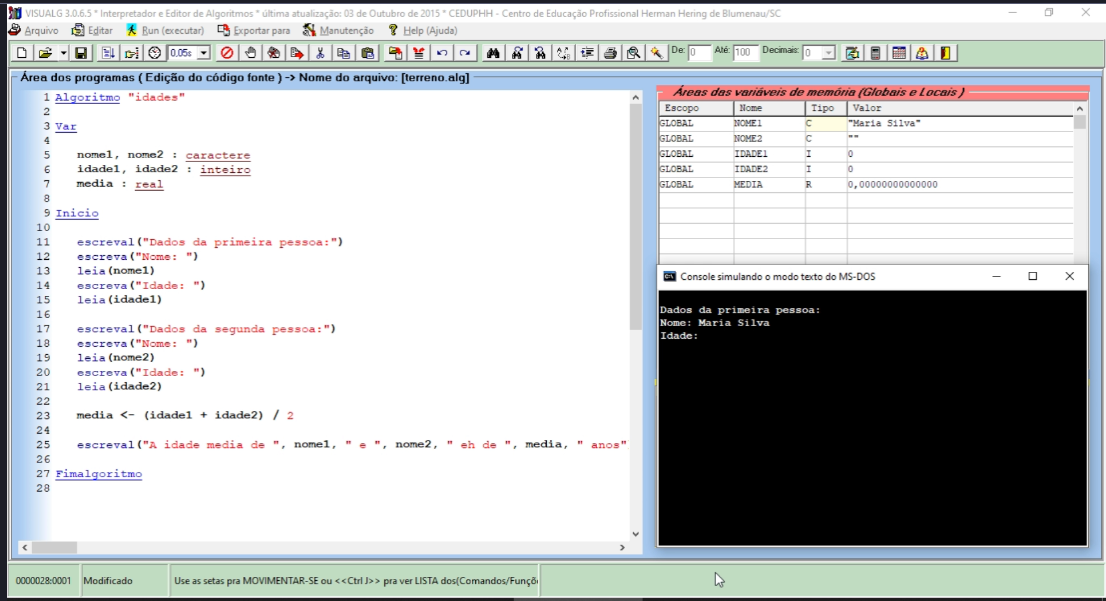 VISUALG 3.0.6.5 * Interpretador e Editor de Algoritmos * última atualização: 03 de Outubro de 2015 * CEDUPHH - Centro de Educação Profissional Herman Hering de Blumenau/SC
Arquivo Editar Run (executar) Exportar para Manutenção Help (Ajuda)
0,05s De: 0 Até: 100 Decimais: 0
Área dos programas ( Edição do código fonte ) -> Nome do arquivo: [terreno.alg]
1 Algoritmo "idades"
2
3 Var
4
5 nome1, nome2 : caractere
6 idade1, idade2 : inteiro
7 media : real
8
9 Inicio
10
11 escreval("Dados da primeira pessoa:")
12 escreva("Nome: ")
13 leia(nome1)
14 escreva("Idade: ")
15 leia(idade1)
16
17 escreval("Dados da segunda pessoa:")
18 escreva("Nome: ")
19 leia(nome2)
20 escreva("Idade: ")
21 leia(idade2)
22
23 media <- (idade1 + idade2) / 2
24
25 escreval("A idade media de ", nome1, " e ", nome2, " eh de ", media, " anos"
26
27 Fimalgoritmo
28
Áreas das variáveis de memória (Globais e Locais )
Escopo Nome Tipo Valor
GLOBAL NOME1 C "Maria Silva"
GLOBAL NOME2 C ""
GLOBAL IDADE1 I 0
GLOBAL IDADE2 I 0
GLOBAL MEDIA R 0,00000000000000
Console simulando o modo texto do MS-DOS
Dados da primeira pessoa:
Nome: Maria Silva
Idade:
0000028:0001 Modificado Use as setas pra MOVIMENTAR-SE ou <<Ctrl J>> pra ver LISTA dos(Comandos/Funçõ